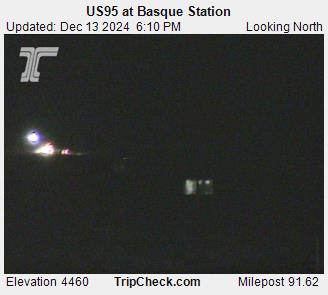 US95 at Basque Station
Updated: Dec 13 2024 6:10 PM Looking North
Elevation 4460 TripCheck.com Milepost 91.62